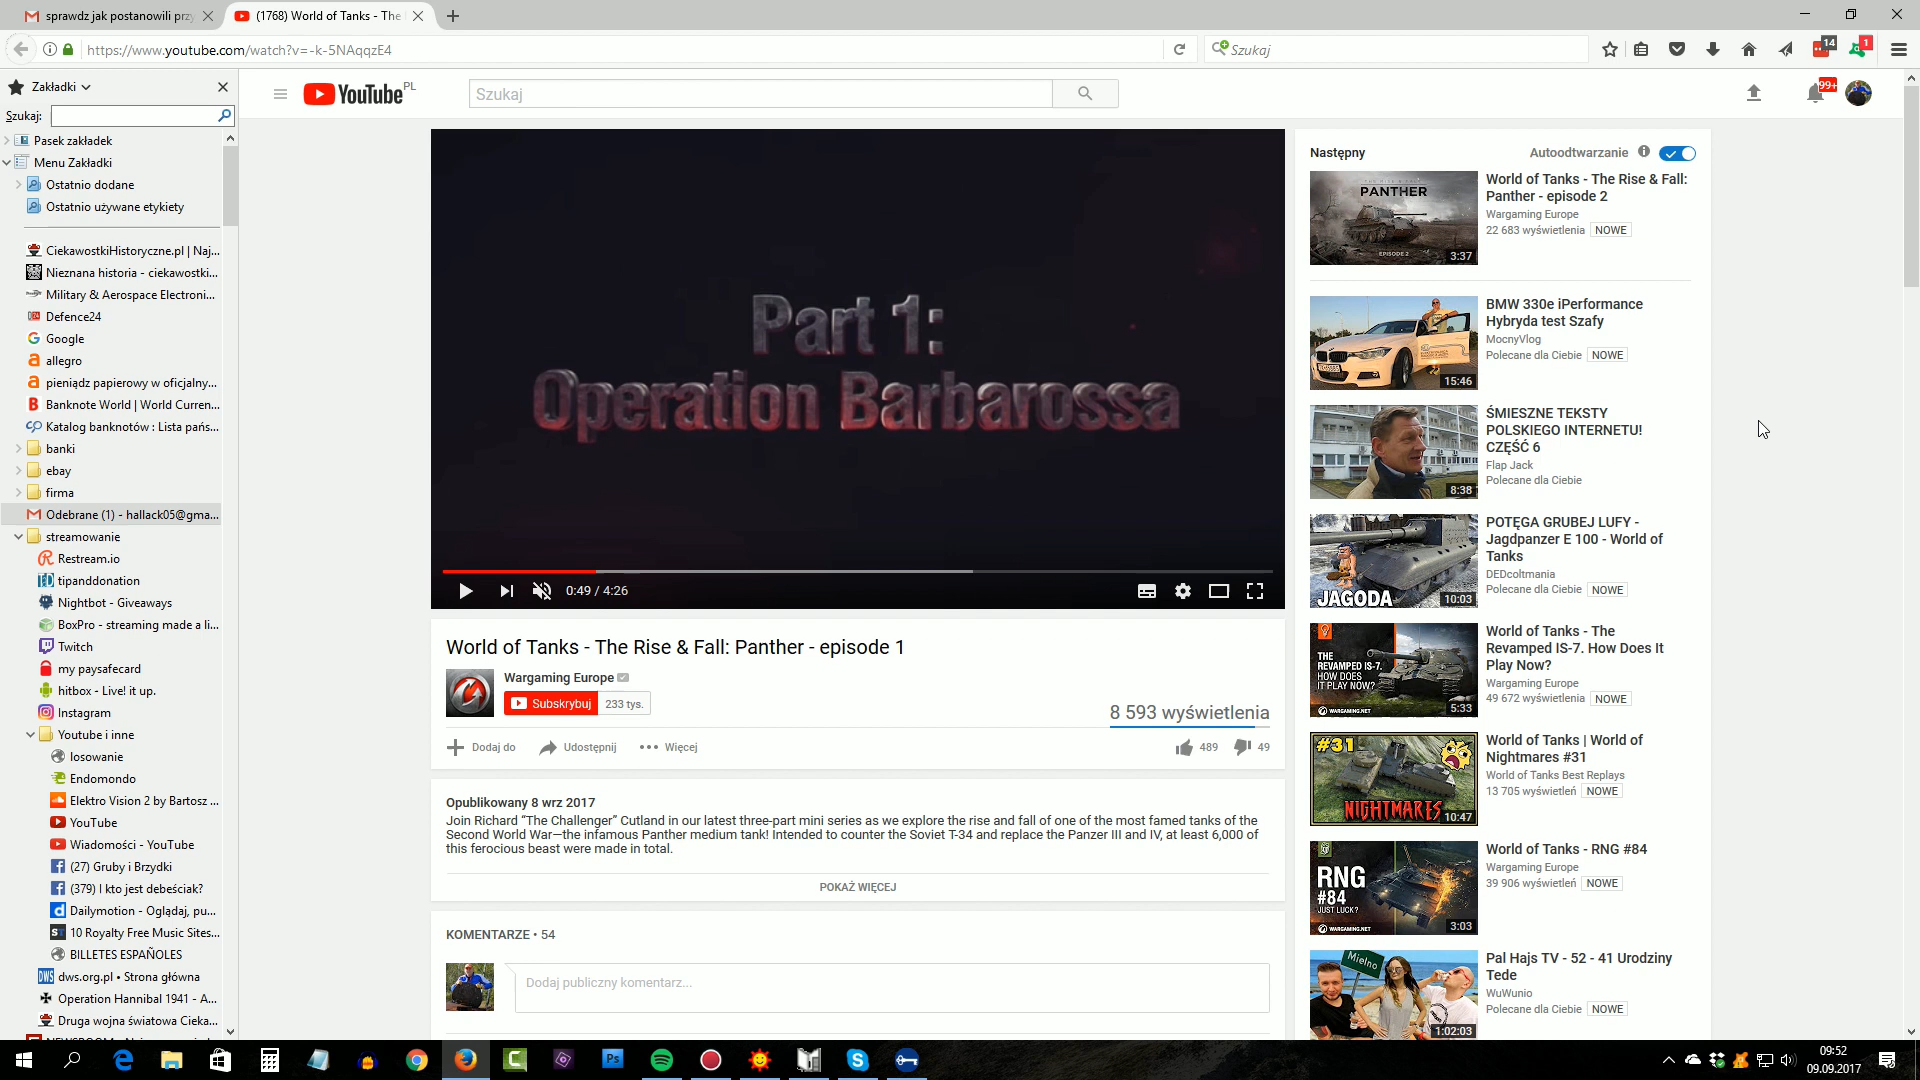 sprawdz jak postanowili prz
(1768) World of Tanks - The
https://www.youtube.com/watch?v=-k-5NAqqzE4
Szukaj
14
1
Zakładki
Szukaj:
Pasek zakładek
Menu Zakładki
Ostatnio dodane
Ostatnio używane etykiety
CiekawostkiHistoryczne.pl | Naj...
Nieznana historia - ciekawostki...
Military & Aerospace Electroni...
Defence24
Google
allegro
pieniądz papierowy w oficjalny...
Banknote World | World Curren...
Katalog banknotów : Lista pańs...
banki
ebay
firma
Odebrane (1) - hallack05@gma...
streamowanie
Restream.io
tipanddonation
Nightbot - Giveaways
BoxPro - streaming made a li...
Twitch
my paysafecard
hitbox - Live! it up.
Instagram
Youtube i inne
losowanie
Endomondo
Elektro Vision 2 by Bartosz ...
YouTube
Wiadomości - YouTube
(27) Gruby i Brzydki
(379) I kto jest debeściak?
Dailymotion - Oglądaj, pu...
10 Royalty Free Music Sites...
BILLETES ESPAÑOLES
dws.org.pl • Strona główna
Operation Hannibal 1941 - A...
Druga wojna światowa Cieka...
YouTube PL
Szukaj
99+
Part 1:
Operation Barbarossa
0:49 / 4:26
World of Tanks - The Rise & Fall: Panther - episode 1
Wargaming Europe
Subskrybuj 233 tys.
8 593 wyświetlenia
Dodaj do Udostępnij Więcej
489 49
Opublikowany 8 wrz 2017
Join Richard “The Challenger” Cutland in our latest three-part mini series as we explore the rise and fall of one of the most famed tanks of the
Second World War—the infamous Panther medium tank! Intended to counter the Soviet T-34 and replace the Panzer III and IV, at least 6,000 of
this ferocious beast were made in total.
POKAŻ WIĘCEJ
KOMENTARZE • 54
Dodaj publiczny komentarz...
Następny
Autoodtwarzanie
PANTHER
EPISODE 2
3:37
World of Tanks - The Rise & Fall:
Panther - episode 2
Wargaming Europe
22 683 wyświetlenia NOWE
15:46
BMW 330e iPerformance
Hybryda test Szafy
MocnyVlog
Polecane dla Ciebie NOWE
8:38
ŚMIESZNE TEKSTY
POLSKIEGO INTERNETU!
CZĘŚĆ 6
Flap Jack
Polecane dla Ciebie
JAGODA
10:03
POTĘGA GRUBEJ LUFY -
Jagdpanzer E 100 - World of
Tanks
DEDcoltmania
Polecane dla Ciebie NOWE
THE
REVAMPED IS-7.
HOW DOES
IT PLAY NOW?
WARGAMING.NET
5:33
World of Tanks - The
Revamped IS-7. How Does It
Play Now?
Wargaming Europe
49 672 wyświetlenia NOWE
#31
NIGHTMARES
10:47
World of Tanks | World of
Nightmares #31
World of Tanks Best Replays
13 705 wyświetleń NOWE
RNG
#84
JUST LUCK?
WARGAMING.NET
3:03
World of Tanks - RNG #84
Wargaming Europe
39 906 wyświetleń NOWE
Mielno
1:02:03
Pal Hajs TV - 52 - 41 Urodziny
Tede
WuWunio
Polecane dla Ciebie NOWE
Ps
09:52
09.09.2017